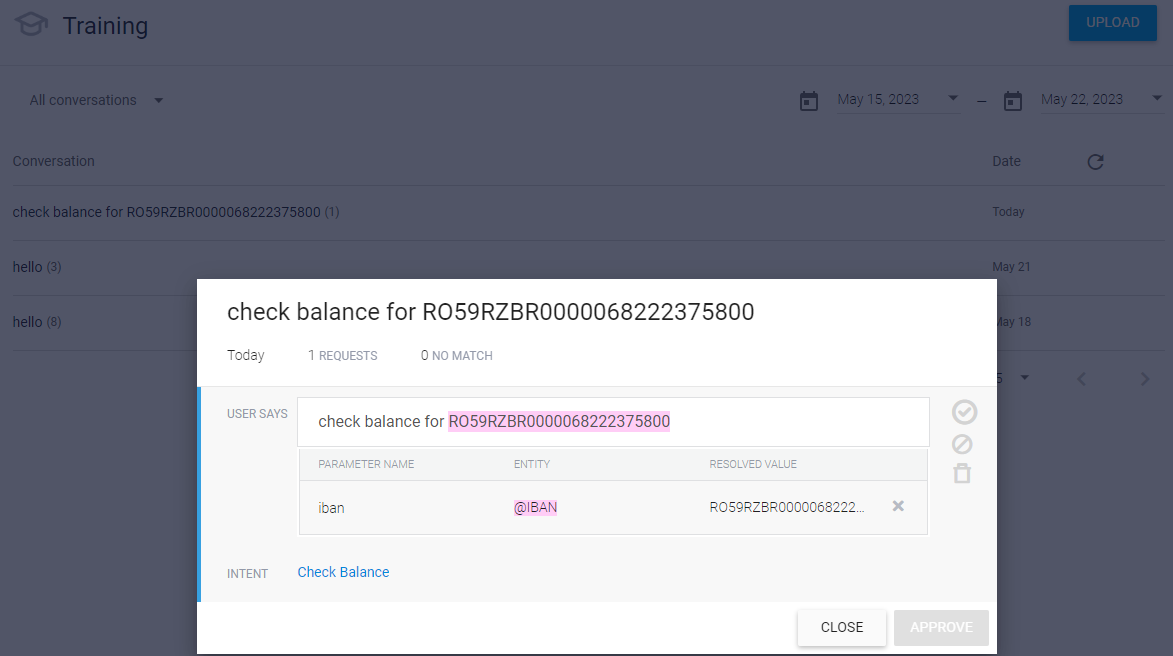 Training
UPLOAD
All conversations
May 15, 2023 – May 22, 2023
Conversation Date
check balance for RO59RZBR0000068222375800 (1) Today
hello (3) May 21
hello (8) May 18
5
check balance for RO59RZBR0000068222375800
Today 1 REQUESTS 0 NO MATCH
USER SAYS check balance for RO59RZBR0000068222375800
PARAMETER NAME ENTITY RESOLVED VALUE
iban @IBAN RO59RZBR0000068222...
INTENT Check Balance
CLOSE APPROVE